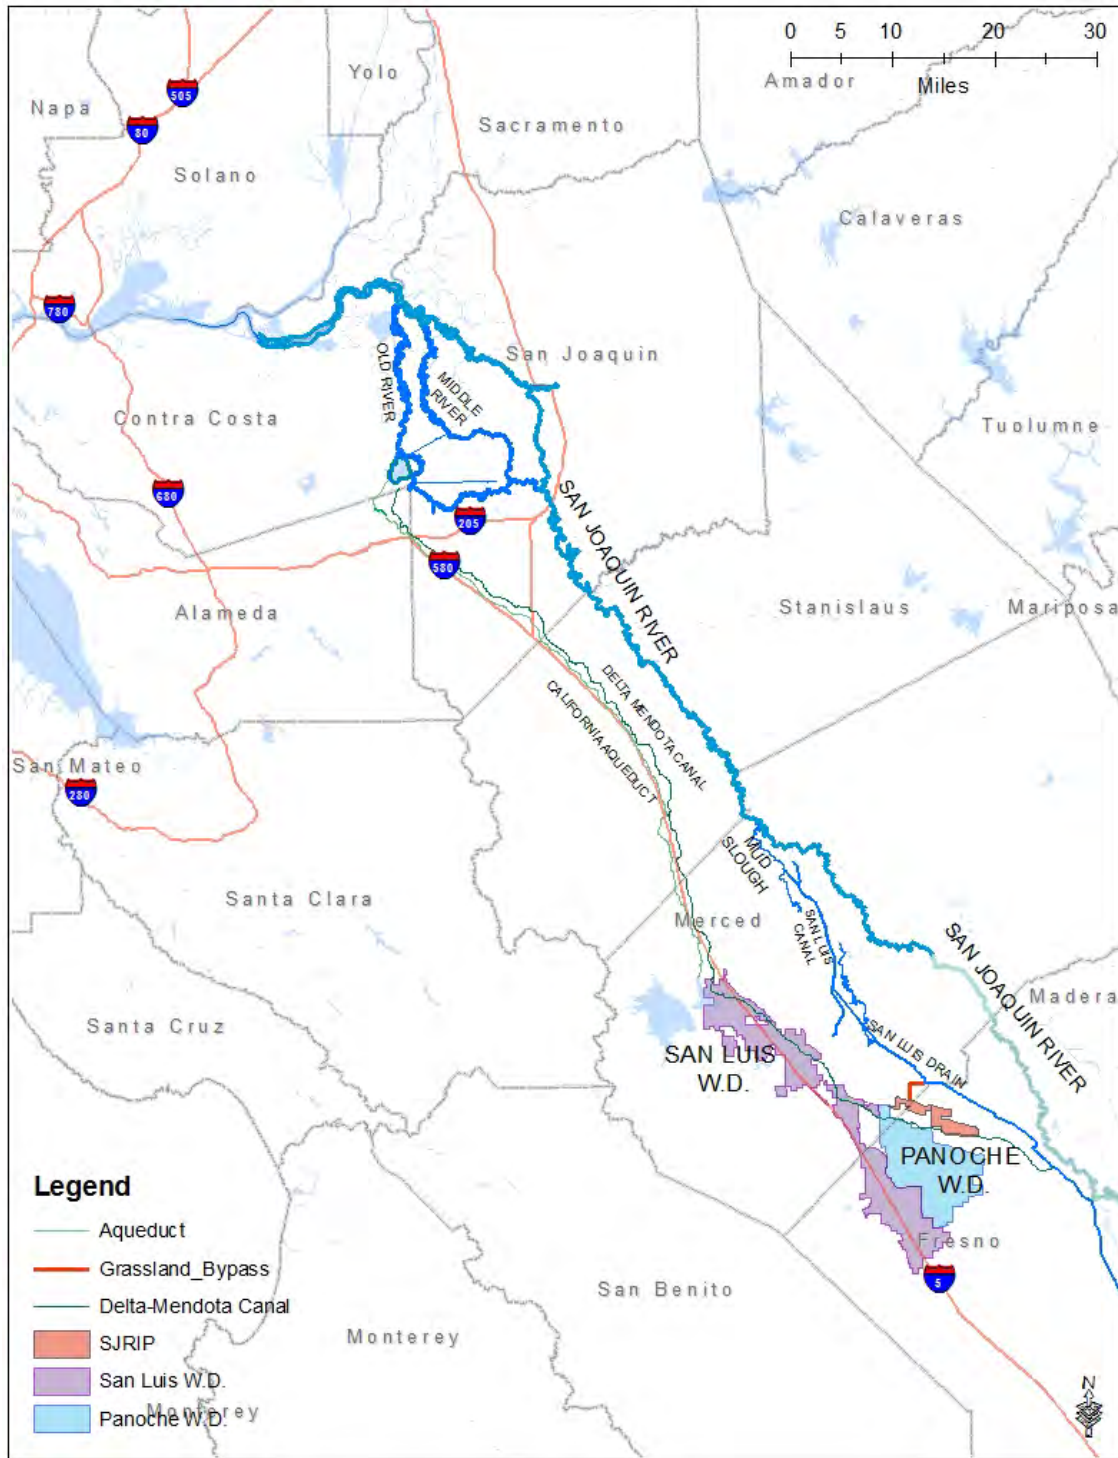 0 5 10 20 30
Miles
Yolo
Amador
Napa
505
80
Sacramento
Solano
Calaveras
780
San Joaquin
OLD RIVER
MIDDLE
RIVER
Contra Costa
Tuolumne
680
205
SAN JOAQUIN RIVER
580
Alameda
Stanislaus
Mariposa
DELTA MENDOTA CANAL
CALIFORNIA AQUEDUCT
San Mateo
280
MUD
SLOUGH
Santa Clara
Merced
SAN LUIS
CANAL
SAN JOAQUIN RIVER
Madera
Santa Cruz
SAN LUIS DRAIN
SAN LUIS
W.D.
PANOCHE
W.D.
Fresno
5
San Benito
Monterey
Monterey
N
Legend
Aqueduct
Grassland_Bypass
Delta-Mendota Canal
SJRIP
San Luis W.D.
Panoche W.D.